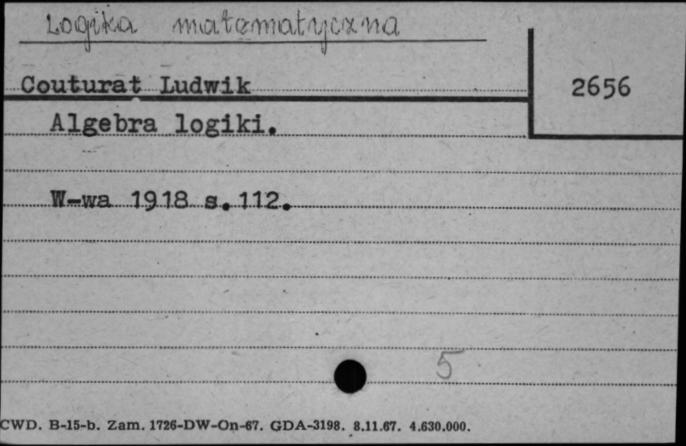 Logika matematyczna
Couturat Ludwik
2656
Algebra logiki.
W-wa 1918 s. 112.
5
CWD. B-15-b. Zam. 1726-DW-On-67. GDA-3198. 8.11.67. 4.630.000.